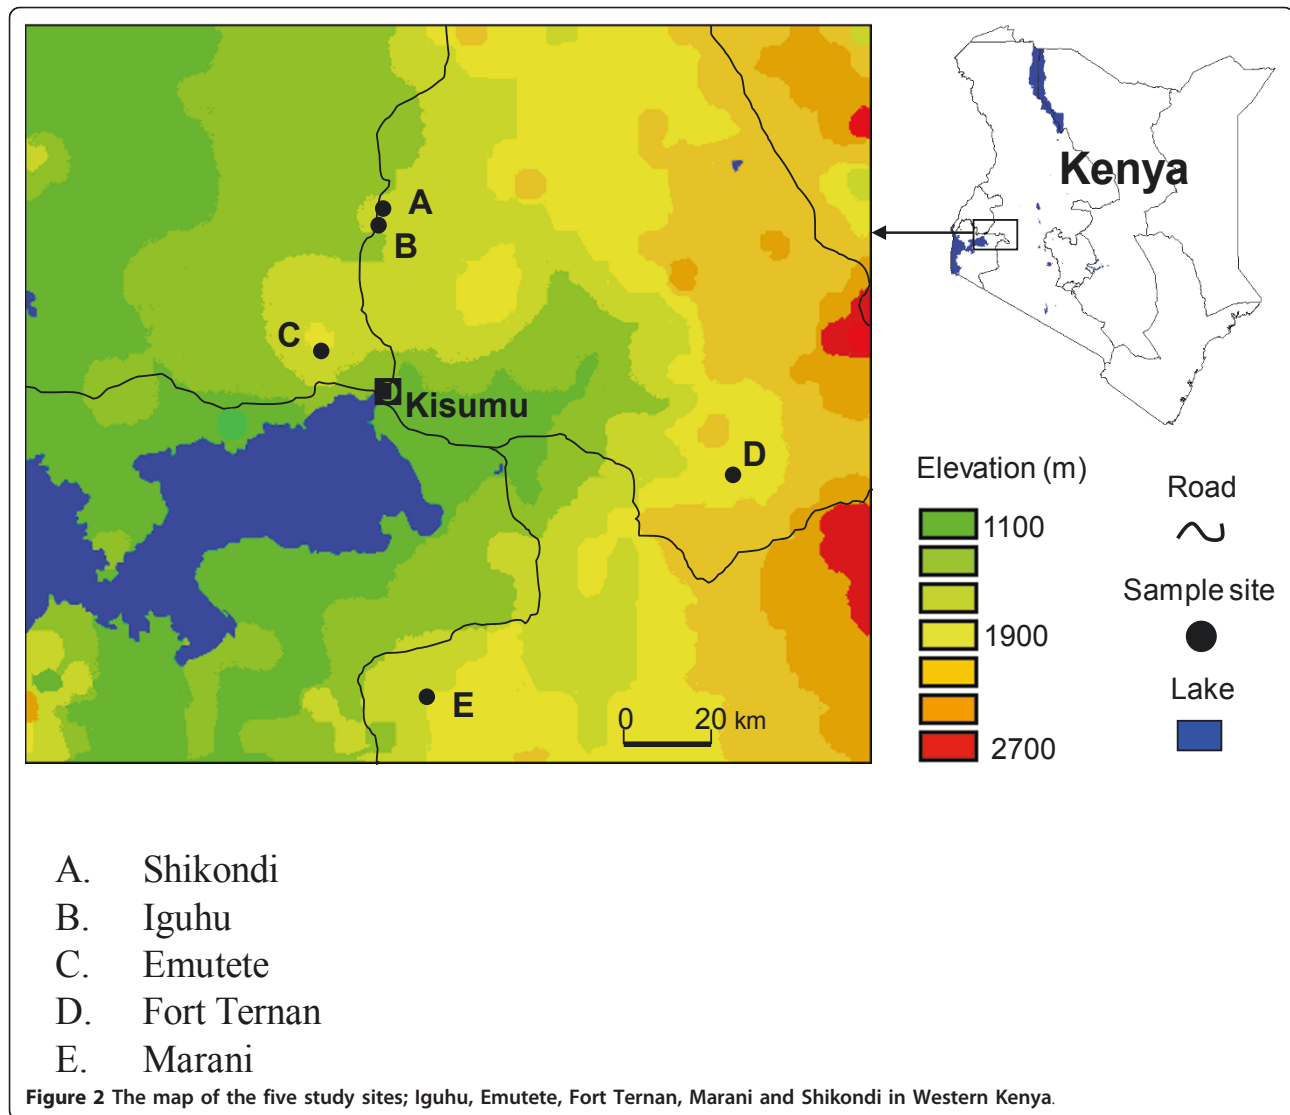 A
B
C
Kisumu
D
E
0 20 km
Kenya
Elevation (m)
1100
1900
2700
Road
Sample site
Lake
A. Shikondi
B. Iguhu
C. Emutete
D. Fort Ternan
E. Marani
Figure 2 The map of the five study sites; Iguhu, Emutete, Fort Ternan, Marani and Shikondi in Western Kenya.